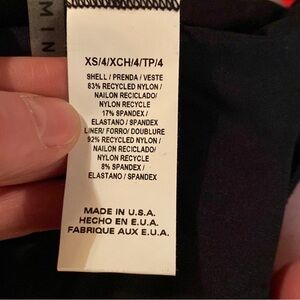 MIN
XS/4/XCH/4/TP/4
SHELL / PRENDA / VESTE
83% RECYCLED NYLON /
NAILON RECICLADO/
NYLON RECYCLE
17% SPANDEX /
ELASTANO / SPANDEX
LINER/ FORRO/ DOUBLURE
92% RECYCLED NYLON /
NAILON RECICLADO/
NYLON RECYCLE
8% SPANDEX /
ELASTANO / SPANDEX
MADE IN U.S.A.
HECHO EN E.U.A.
FABRIQUE AUX E.U.A.